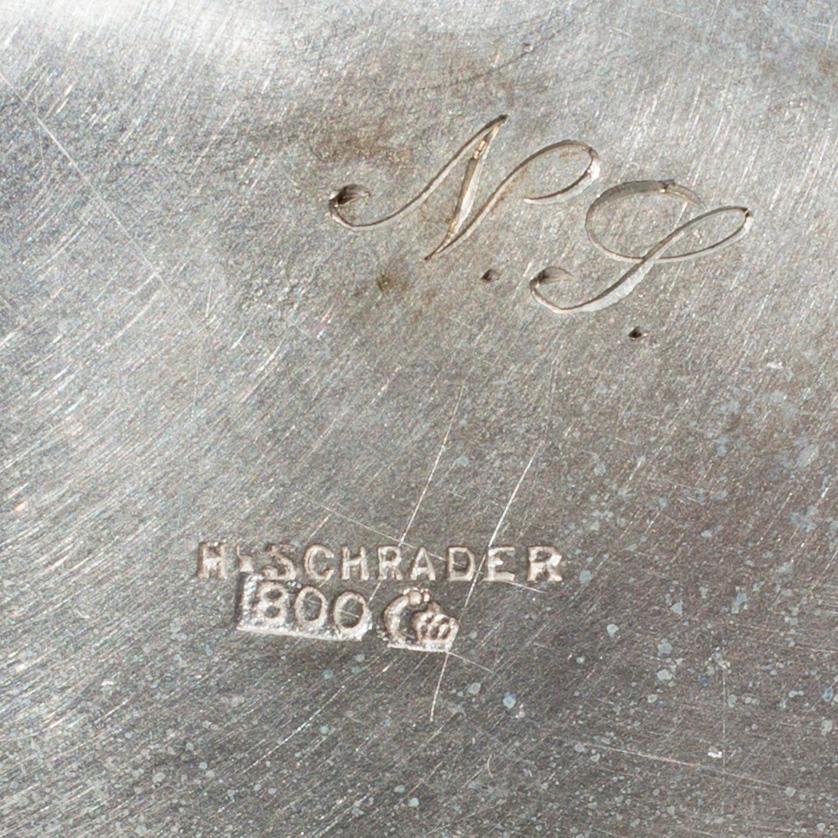 N. S.
H. SCHRADER
800